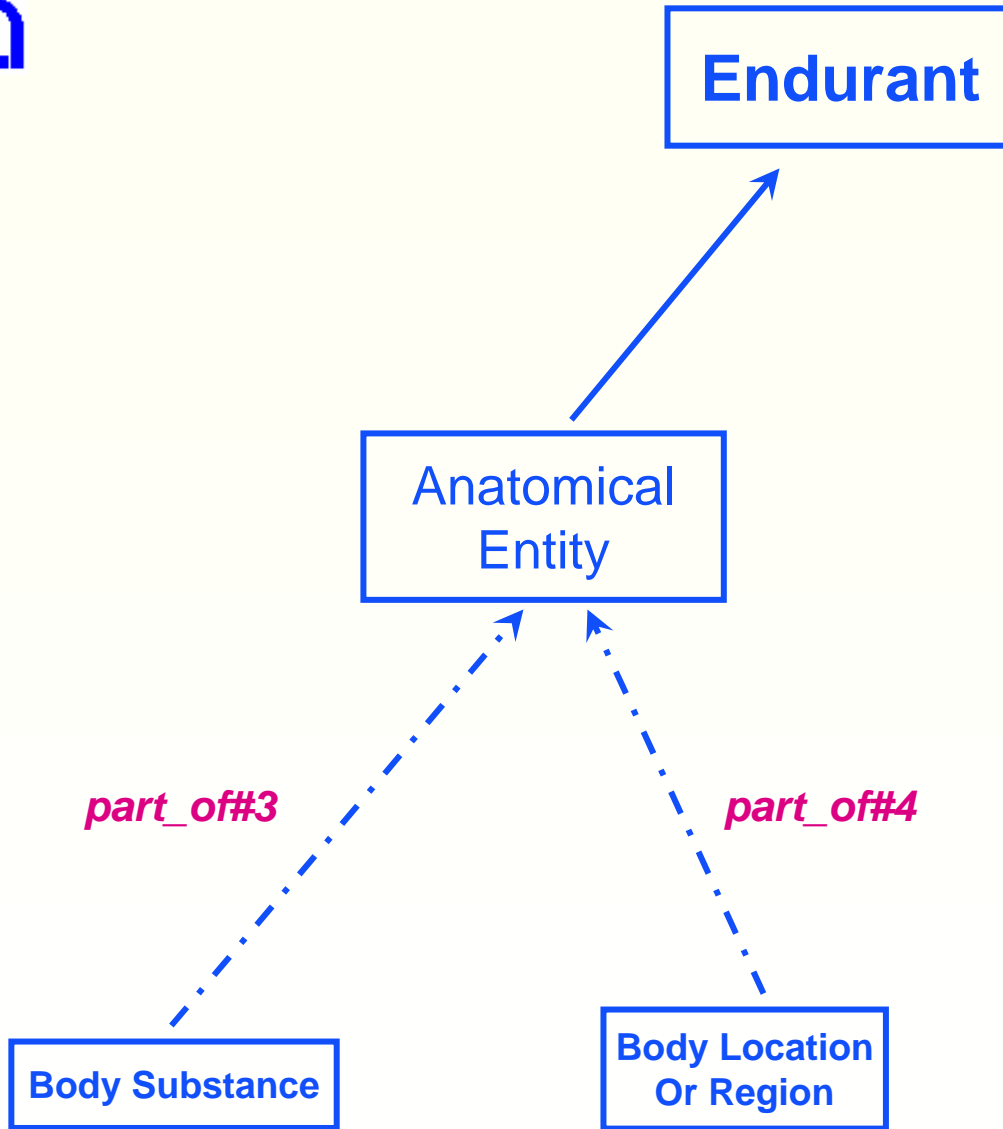 Endurant
Anatomical
Entity
part_of#3
part_of#4
Body Substance
Body Location
Or Region